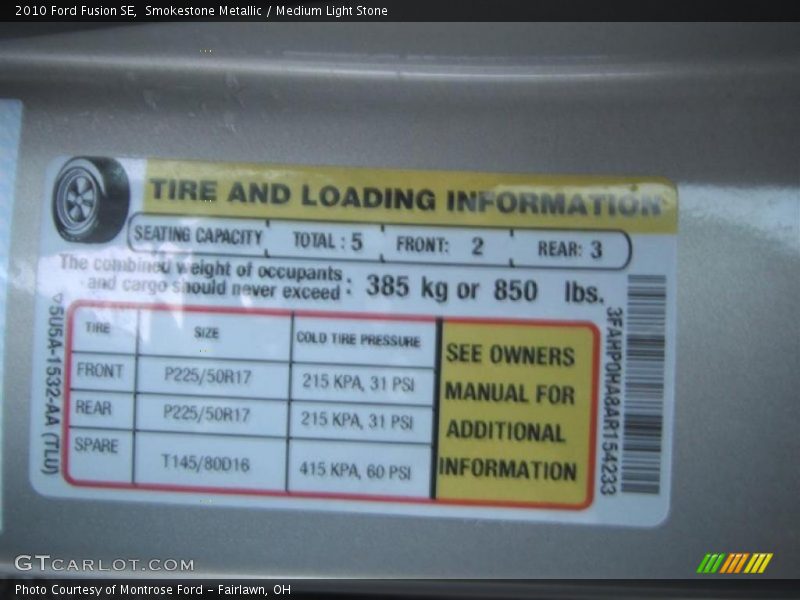 2010 Ford Fusion SE, Smokestone Metallic / Medium Light Stone
TIRE AND LOADING INFORMATION
SEATING CAPACITY TOTAL : 5 FRONT: 2 REAR: 3
The combined weight of occupants and cargo should never exceed : 385 kg or 850 lbs.
TIRE SIZE COLD TIRE PRESSURE
FRONT P225/50R17 215 KPA, 31 PSI
REAR P225/50R17 215 KPA, 31 PSI
SPARE T145/80D16 415 KPA, 60 PSI
SEE OWNERS
MANUAL FOR
ADDITIONAL
INFORMATION
5U5A-1532-AA (TLU)
3FAHP0HA8AR154233
GTCARLOT.COM
Photo Courtesy of Montrose Ford - Fairlawn, OH